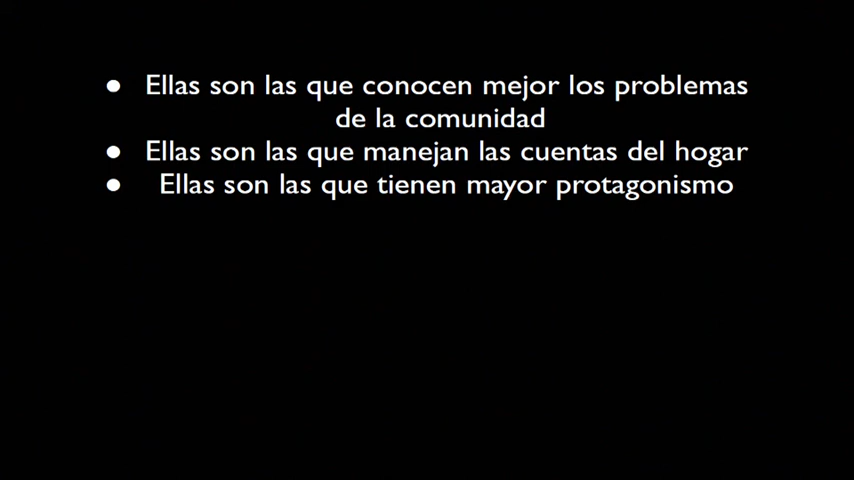 ● Ellas son las que conocen mejor los problemas
de la comunidad
● Ellas son las que manejan las cuentas del hogar
● Ellas son las que tienen mayor protagonismo